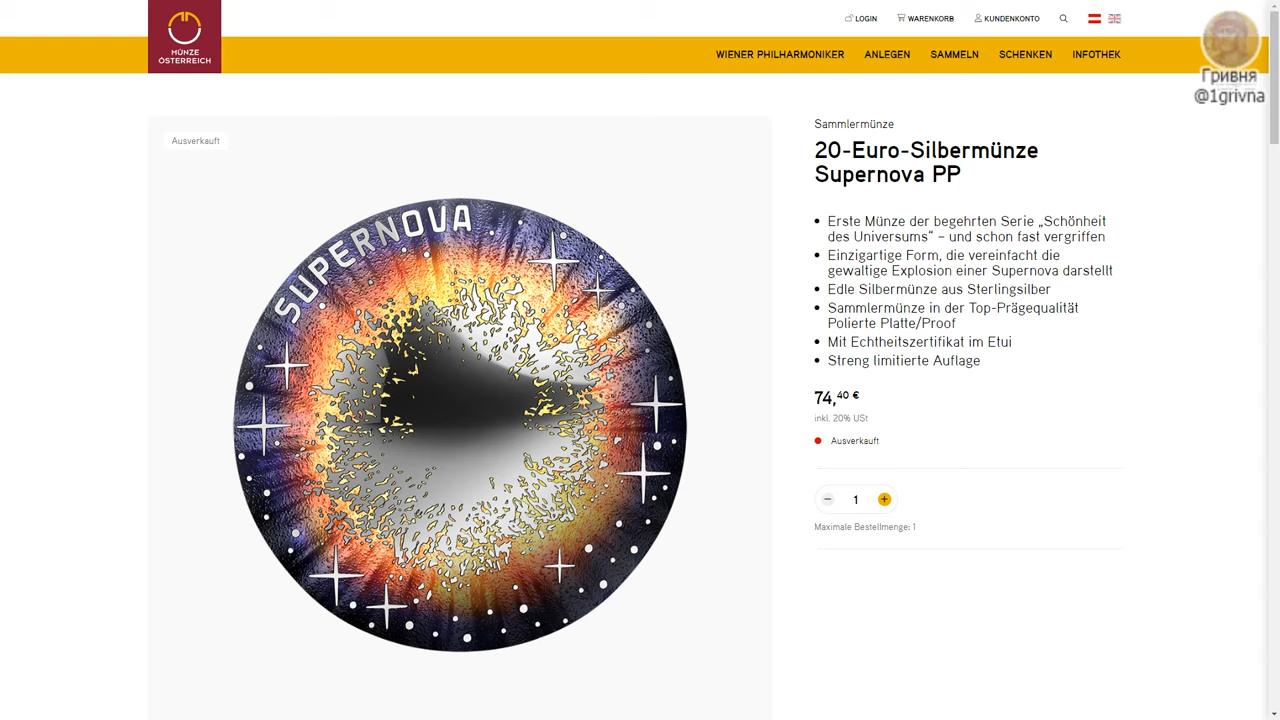 LOGIN
WARENKORB
KUNDENKONTO
MÜNZE
ÖSTERREICH
WIENER PHILHARMONIKER
ANLEGEN
SAMMELN
SCHENKEN
INFOTHEK
Гривня
@1grivna
Ausverkauft
SUPERNOVA
Sammlermünze
20-Euro-Silbermünze
Supernova PP
Erste Münze der begehrten Serie „Schönheit
des Universums“ – und schon fast vergriffen
Einzigartige Form, die vereinfacht die
gewaltige Explosion einer Supernova darstellt
Edle Silbermünze aus Sterlingsilber
Sammlermünze in der Top-Prägequalität
Polierte Platte/Proof
Mit Echtheitszertifikat im Etui
Streng limitierte Auflage
74,40 €
inkl. 20% USt
Ausverkauft
1
Maximale Bestellmenge: 1